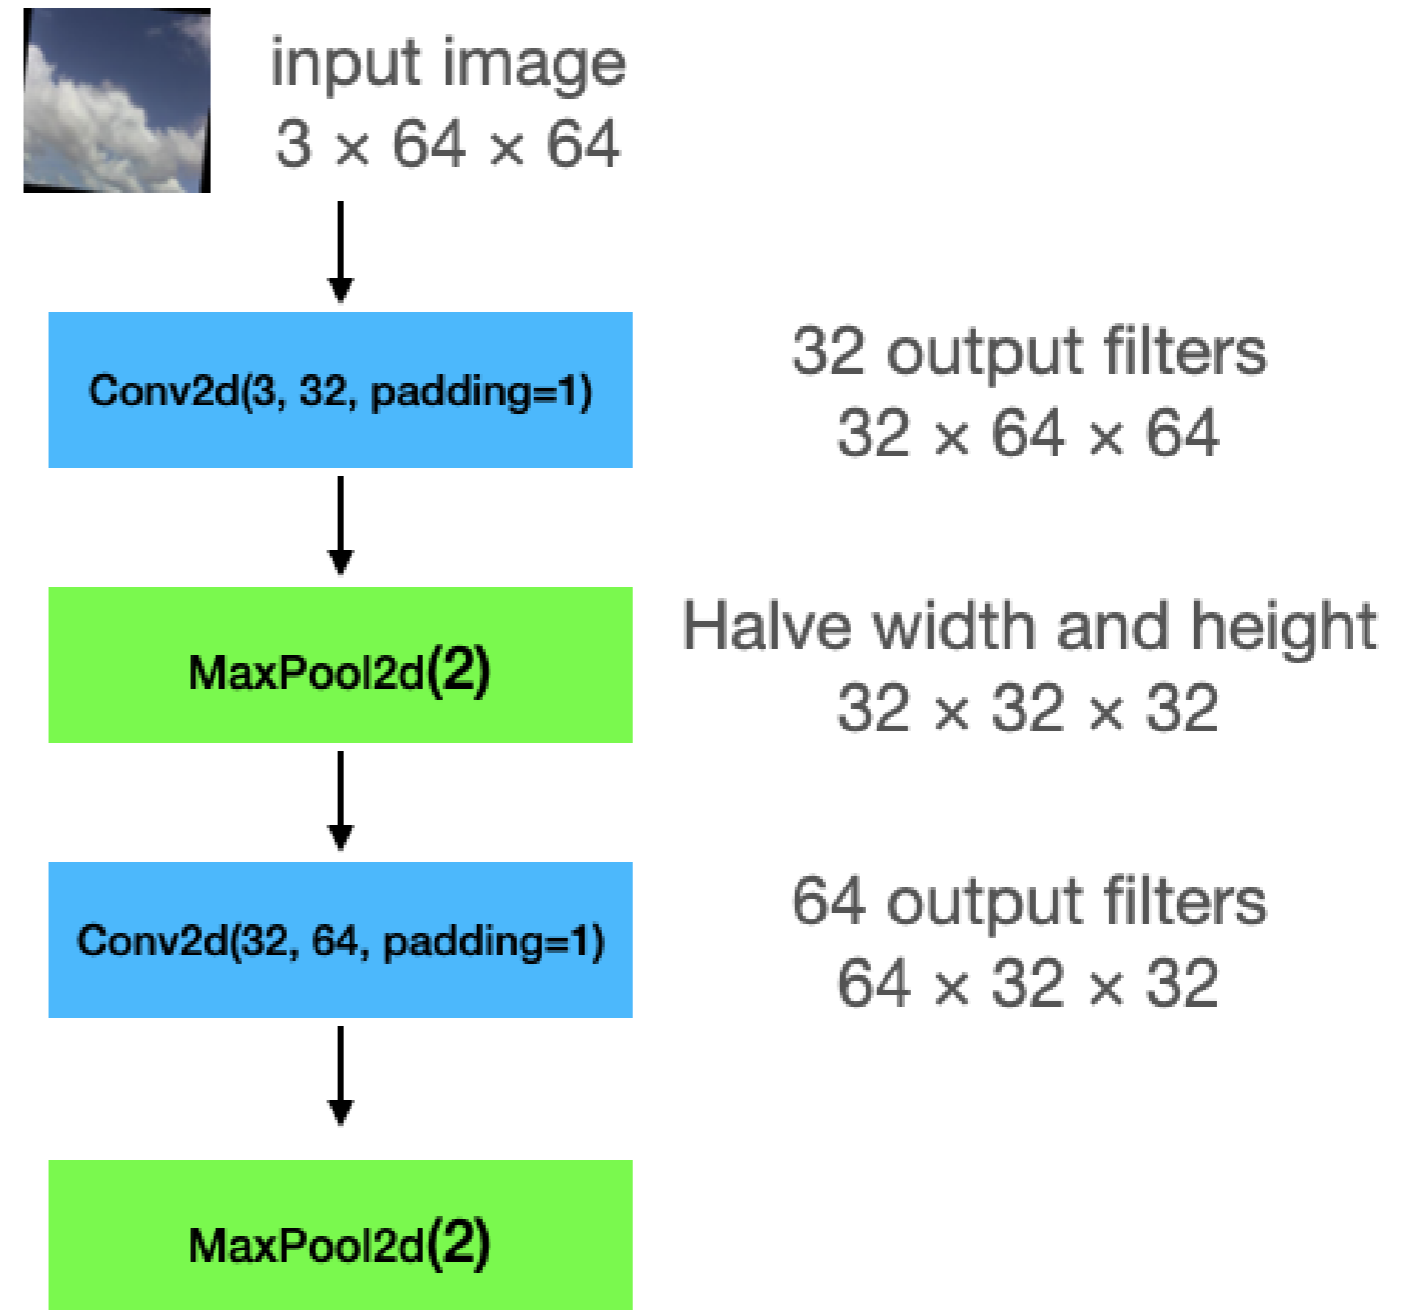 input image
3 × 64 × 64
Conv2d(3, 32, padding=1)
32 output filters
32 × 64 × 64
MaxPool2d(2)
Halve width and height
32 × 32 × 32
Conv2d(32, 64, padding=1)
64 output filters
64 × 32 × 32
MaxPool2d(2)